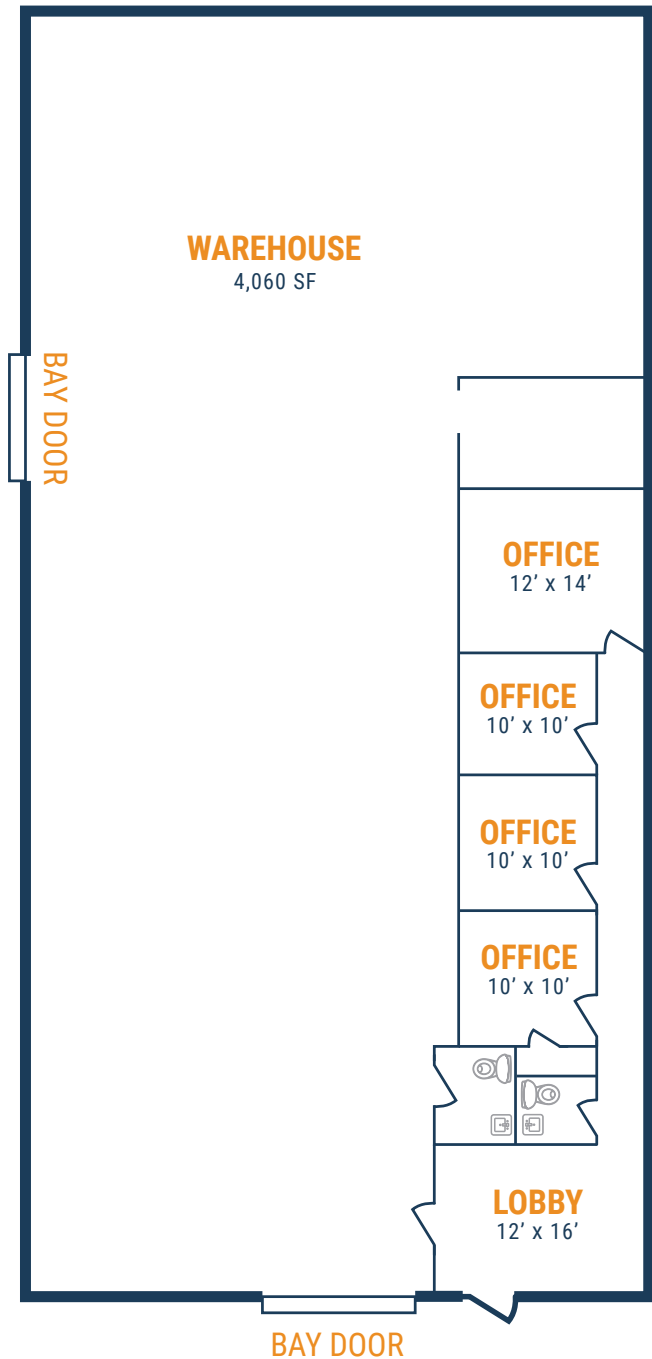 WAREHOUSE
4,060 SF
BAY DOOR
OFFICE
12’ x 14’
OFFICE
10’ x 10’
OFFICE
10’ x 10’
OFFICE
10’ x 10’
LOBBY
12’ x 16’
BAY DOOR